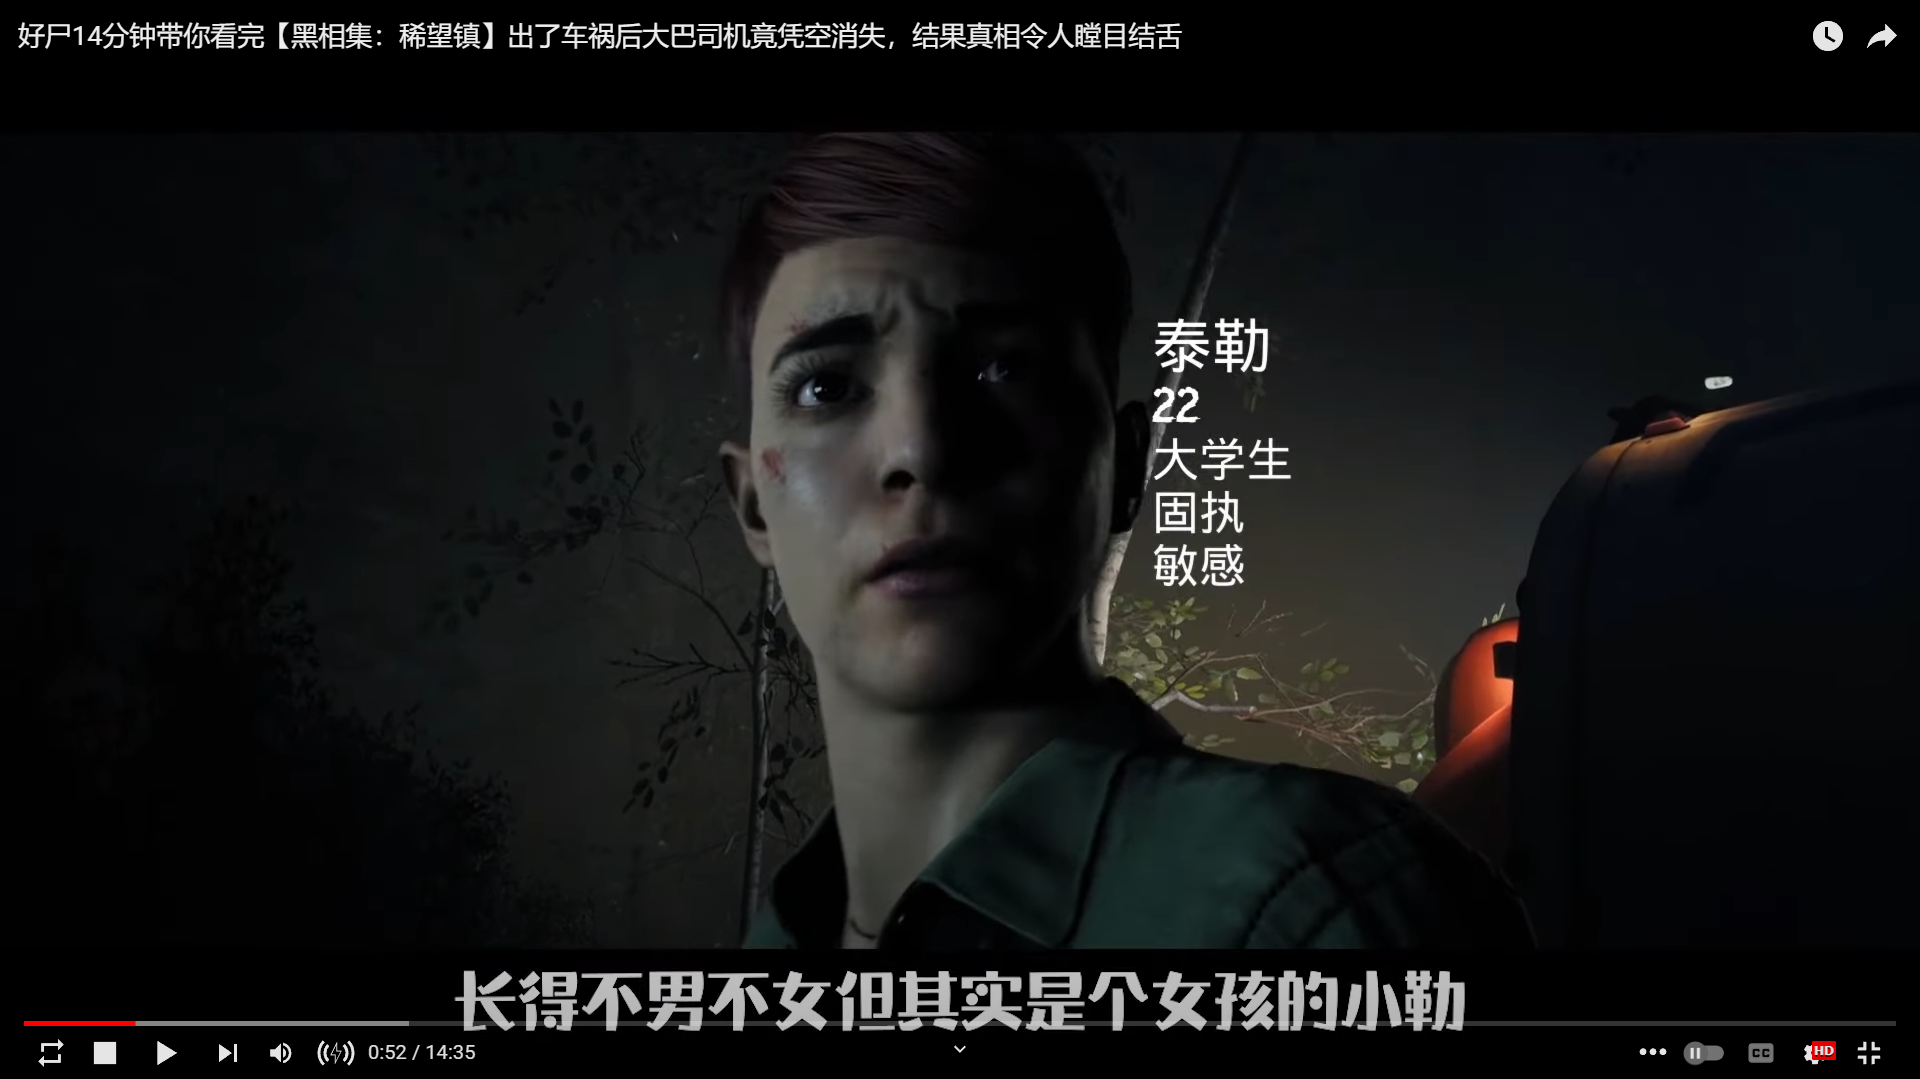 好尸14分钟带你看完【黑相集：稀望镇】出了车祸后大巴司机竟凭空消失，结果真相令人瞠目结舌
泰勒
22
大学生
固执
敏感
长得不男不女但其实是个女孩的小勒
0:52 / 14:35
CC
HD